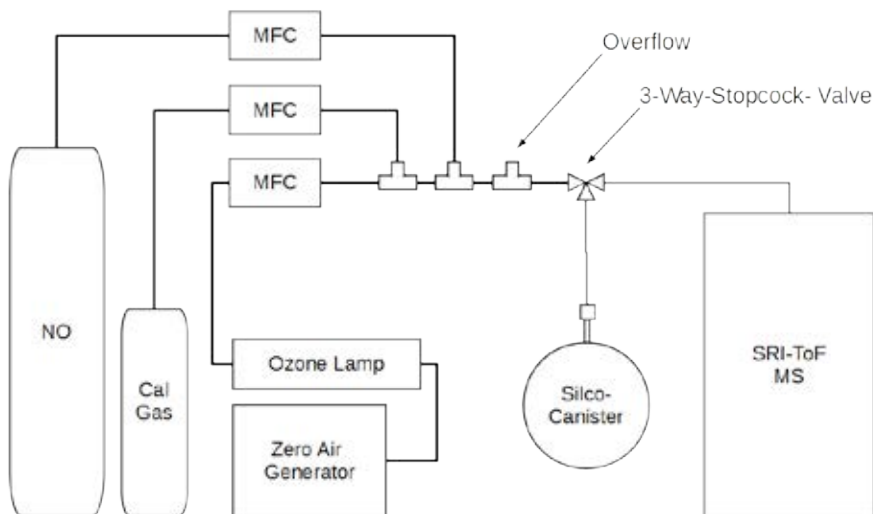 MFC
Overflow
MFC
3-Way-Stopcock- Valve
MFC
NO
Ozone Lamp
Cal
Gas
Zero Air
Generator
Silco-
Canister
SRI-ToF
MS